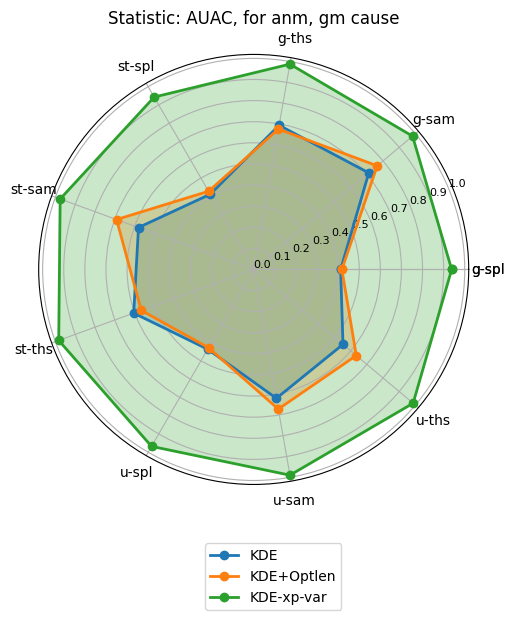 Statistic: AUAC, for anm, gm cause
g-ths
st-spl
g-sam
st-sam
1.0
0.9
0.8
0.7
0.6
0.5
0.4
0.3
0.2
0.1
0.0
g-spl
st-ths
u-ths
u-spl
u-sam
KDE
KDE+Optlen
KDE-xp-var